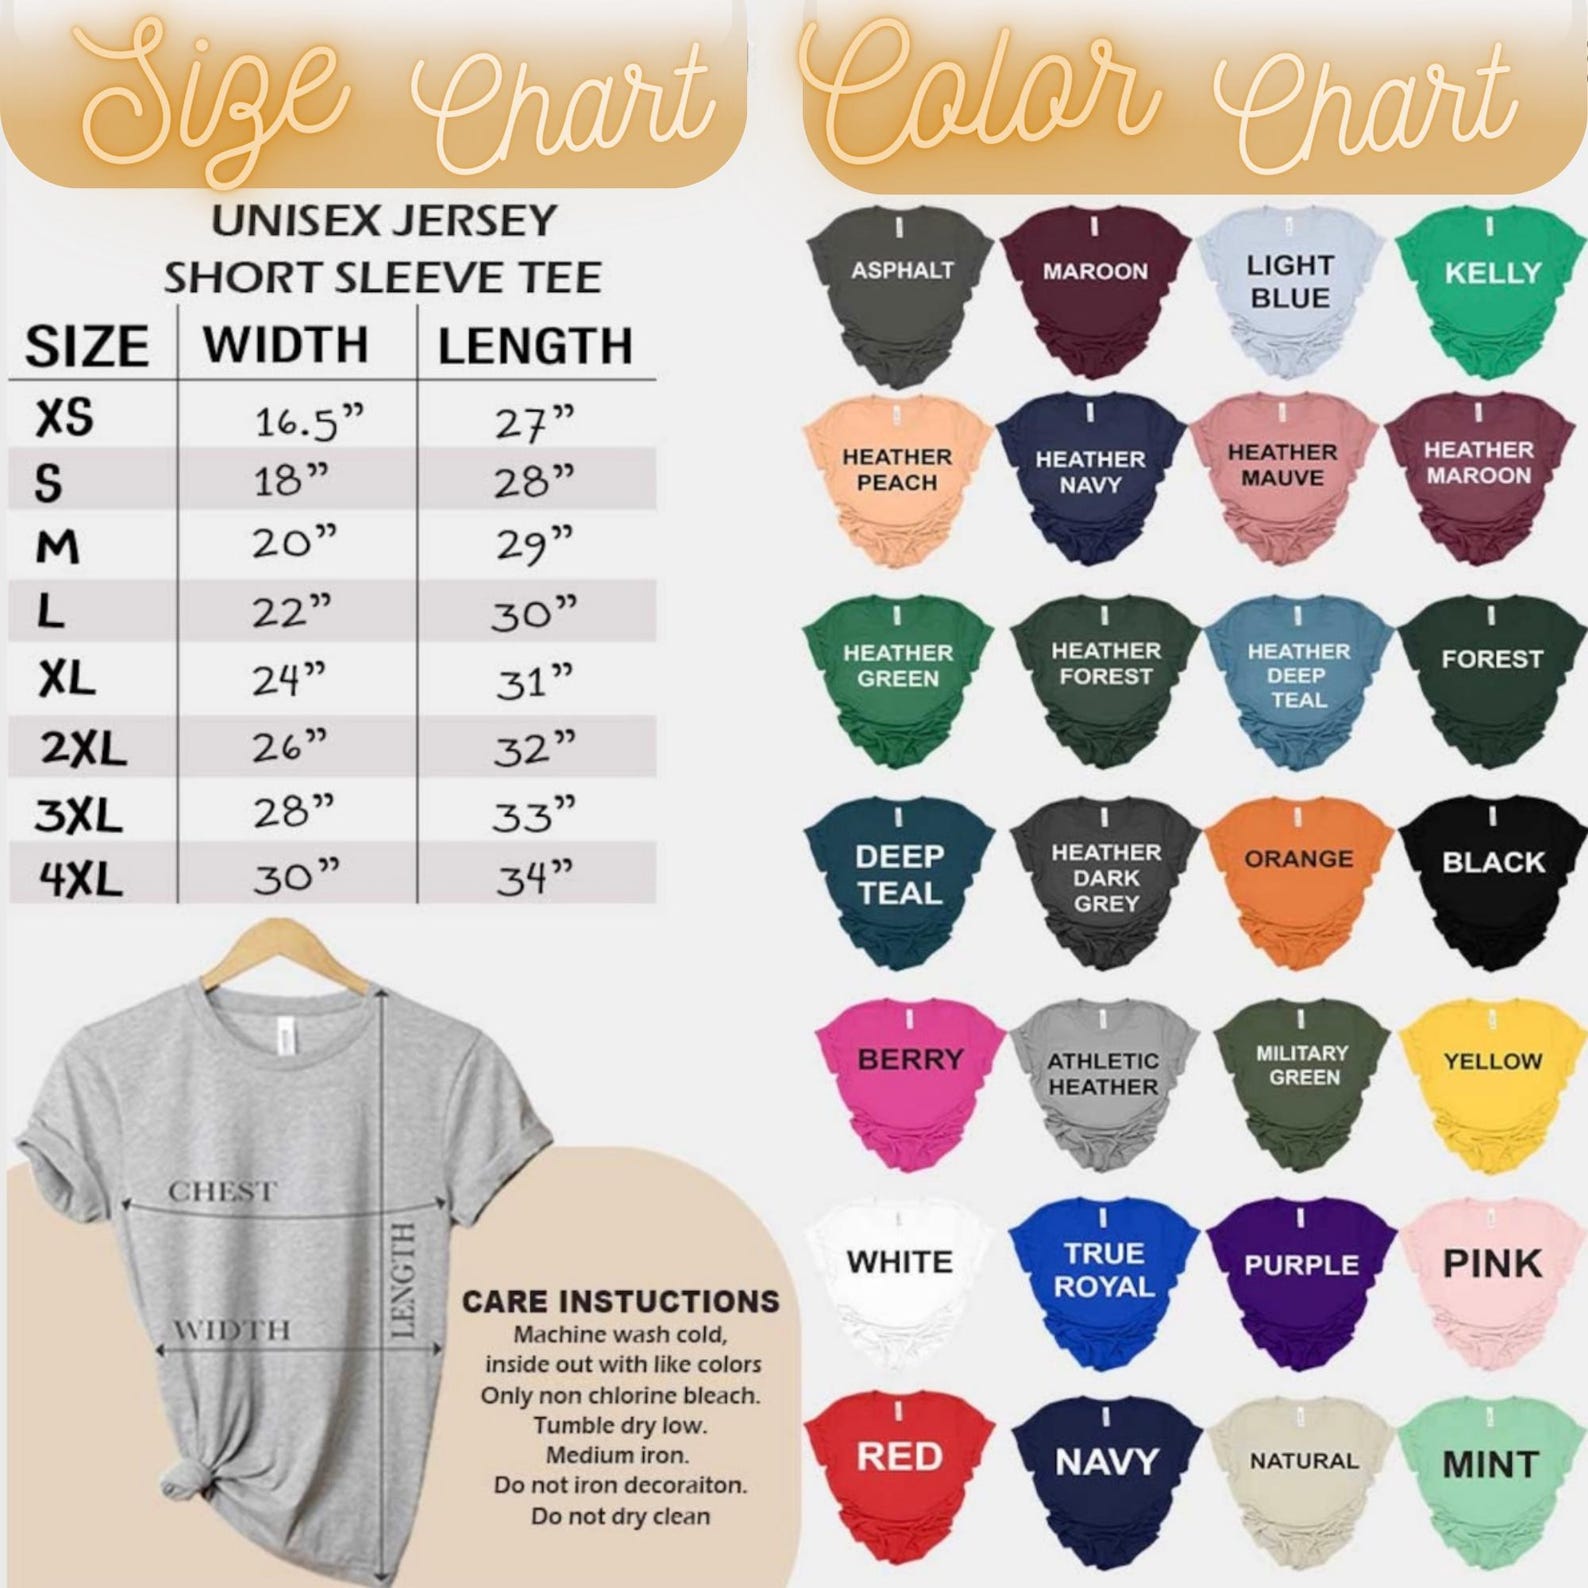 Size Chart
Color Chart
UNISEX JERSEY
SHORT SLEEVE TEE
SIZE WIDTH LENGTH
XS 16.5” 27”
S 18” 28”
M 20” 29”
L 22” 30”
XL 24” 31”
2XL 26” 32”
3XL 28” 33”
4XL 30” 34”
CHEST
WIDTH
LENGTH
CARE INSTUCTIONS
Machine wash cold,
inside out with like colors
Only non chlorine bleach.
Tumble dry low.
Medium iron.
Do not iron decoraiton.
Do not dry clean
ASPHALT
MAROON
LIGHT
BLUE
KELLY
HEATHER
PEACH
HEATHER
NAVY
HEATHER
MAUVE
HEATHER
MAROON
HEATHER
GREEN
HEATHER
FOREST
HEATHER
DEEP
TEAL
FOREST
DEEP
TEAL
HEATHER
DARK
GREY
ORANGE
BLACK
BERRY
ATHLETIC
HEATHER
MILITARY
GREEN
YELLOW
WHITE
TRUE
ROYAL
PURPLE
PINK
RED
NAVY
NATURAL
MINT